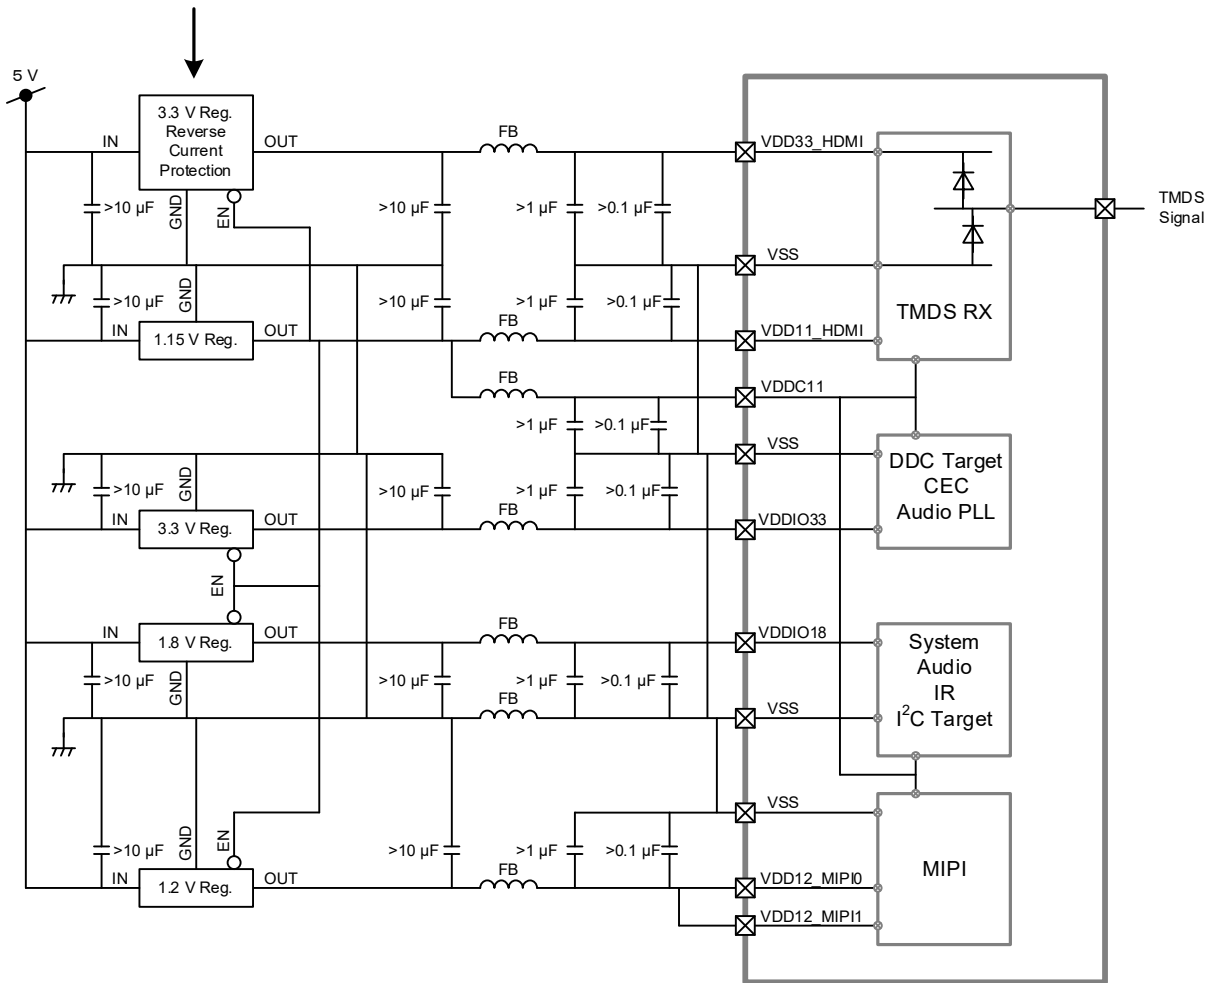 5 V
3.3 V Reg.
Reverse
Current
Protection
IN
OUT
FB
VDD33_HDMI
>10 µF
GND
EN
>10 µF
>1 µF
>0.1 µF
TMDS
Signal
VSS
>10 µF
GND
>10 µF
>1 µF
>0.1 µF
TMDS RX
IN
1.15 V Reg.
OUT
FB
VDD11_HDMI
FB
VDDC11
>1 µF
>0.1 µF
VSS
DDC Target
CEC
Audio PLL
>10 µF
GND
>10 µF
>1 µF
>0.1 µF
IN
3.3 V Reg.
OUT
FB
VDDIO33
EN
IN
1.8 V Reg.
OUT
FB
VDDIO18
System
Audio
IR
I²C Target
>10 µF
GND
>10 µF
>1 µF
>0.1 µF
FB
VSS
VSS
>10 µF
GND
EN
>10 µF
>1 µF
>0.1 µF
MIPI
IN
1.2 V Reg.
OUT
FB
VDD12_MIPI0
VDD12_MIPI1